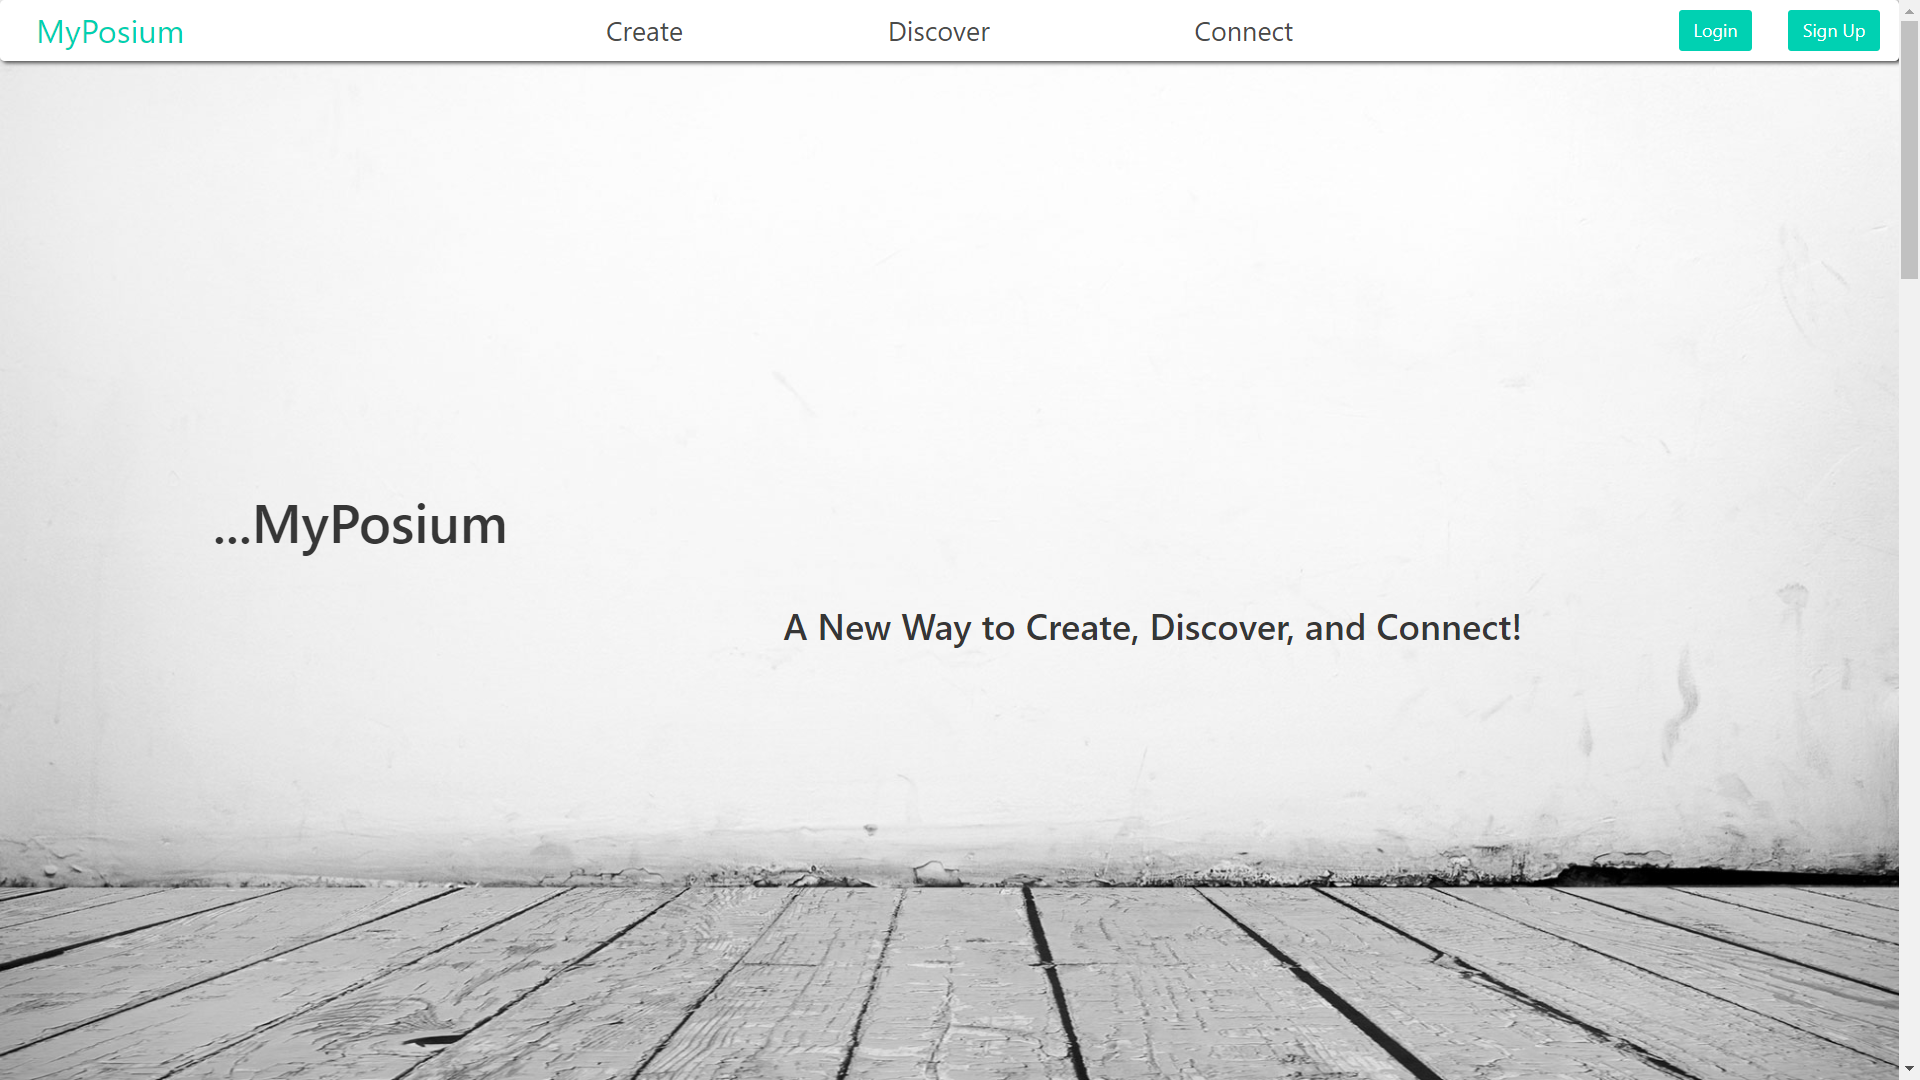 MyPosium Create Discover Connect Login Sign Up
...MyPosium
A New Way to Create, Discover, and Connect!